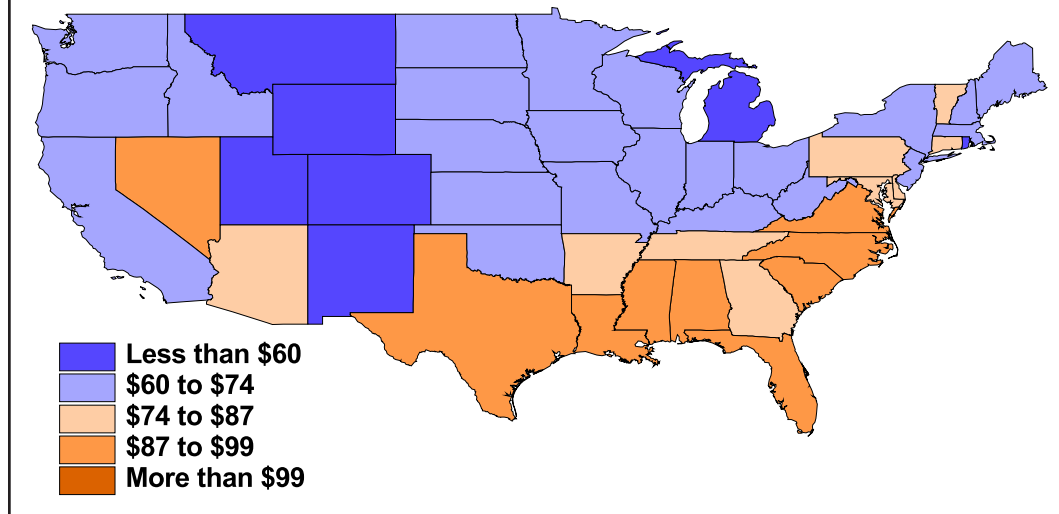 Less than $60
$60 to $74
$74 to $87
$87 to $99
More than $99